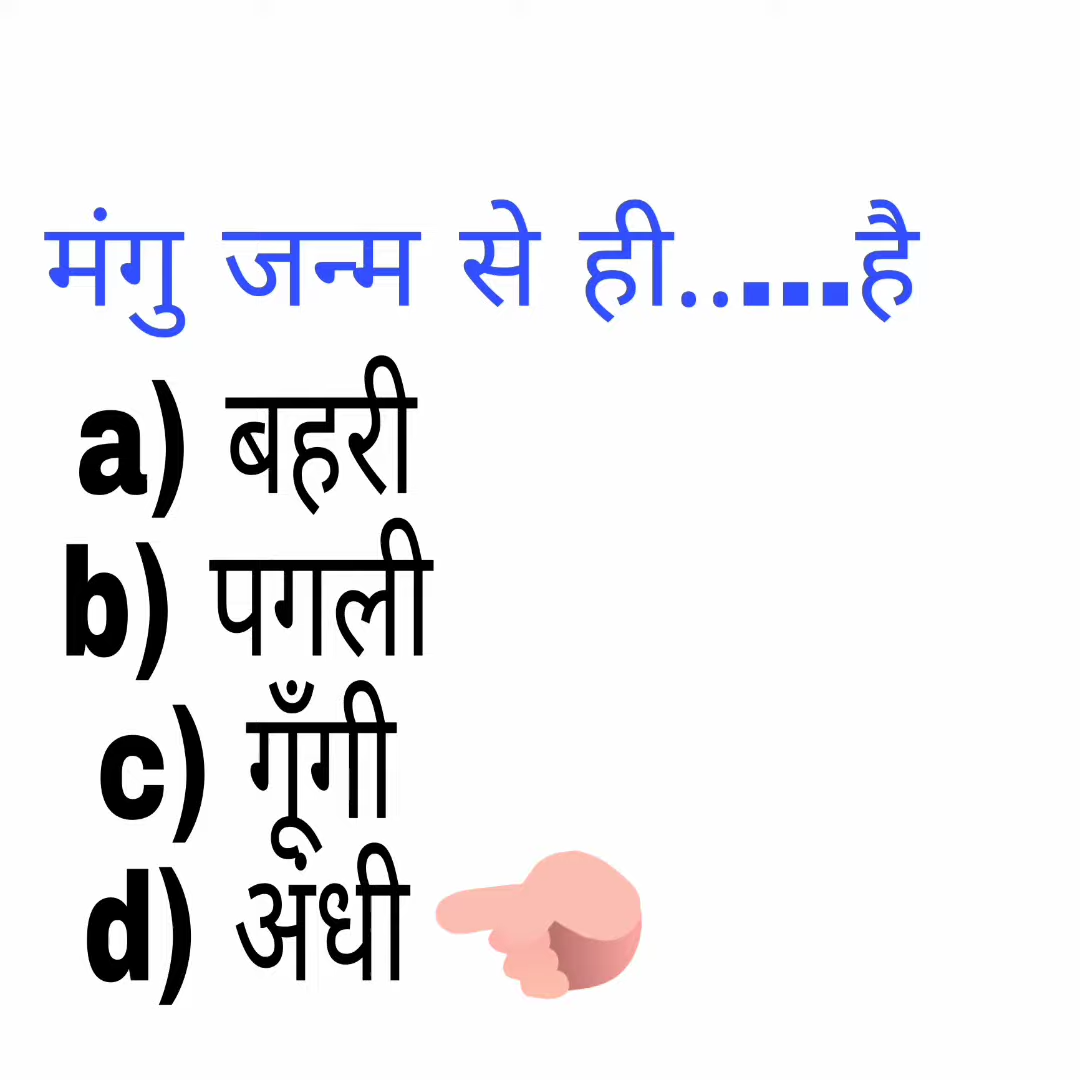 मंगु जन्म से ही..▪▪▪है
a) बहरी
b) पगली
c) गूँगी
d) अंधी